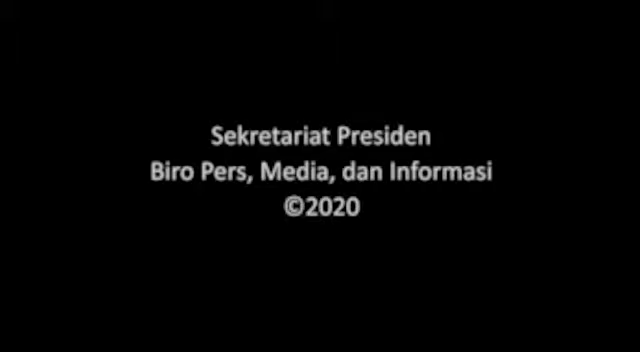 Sekretariat Presiden
Biro Pers, Media, dan Informasi
©2020